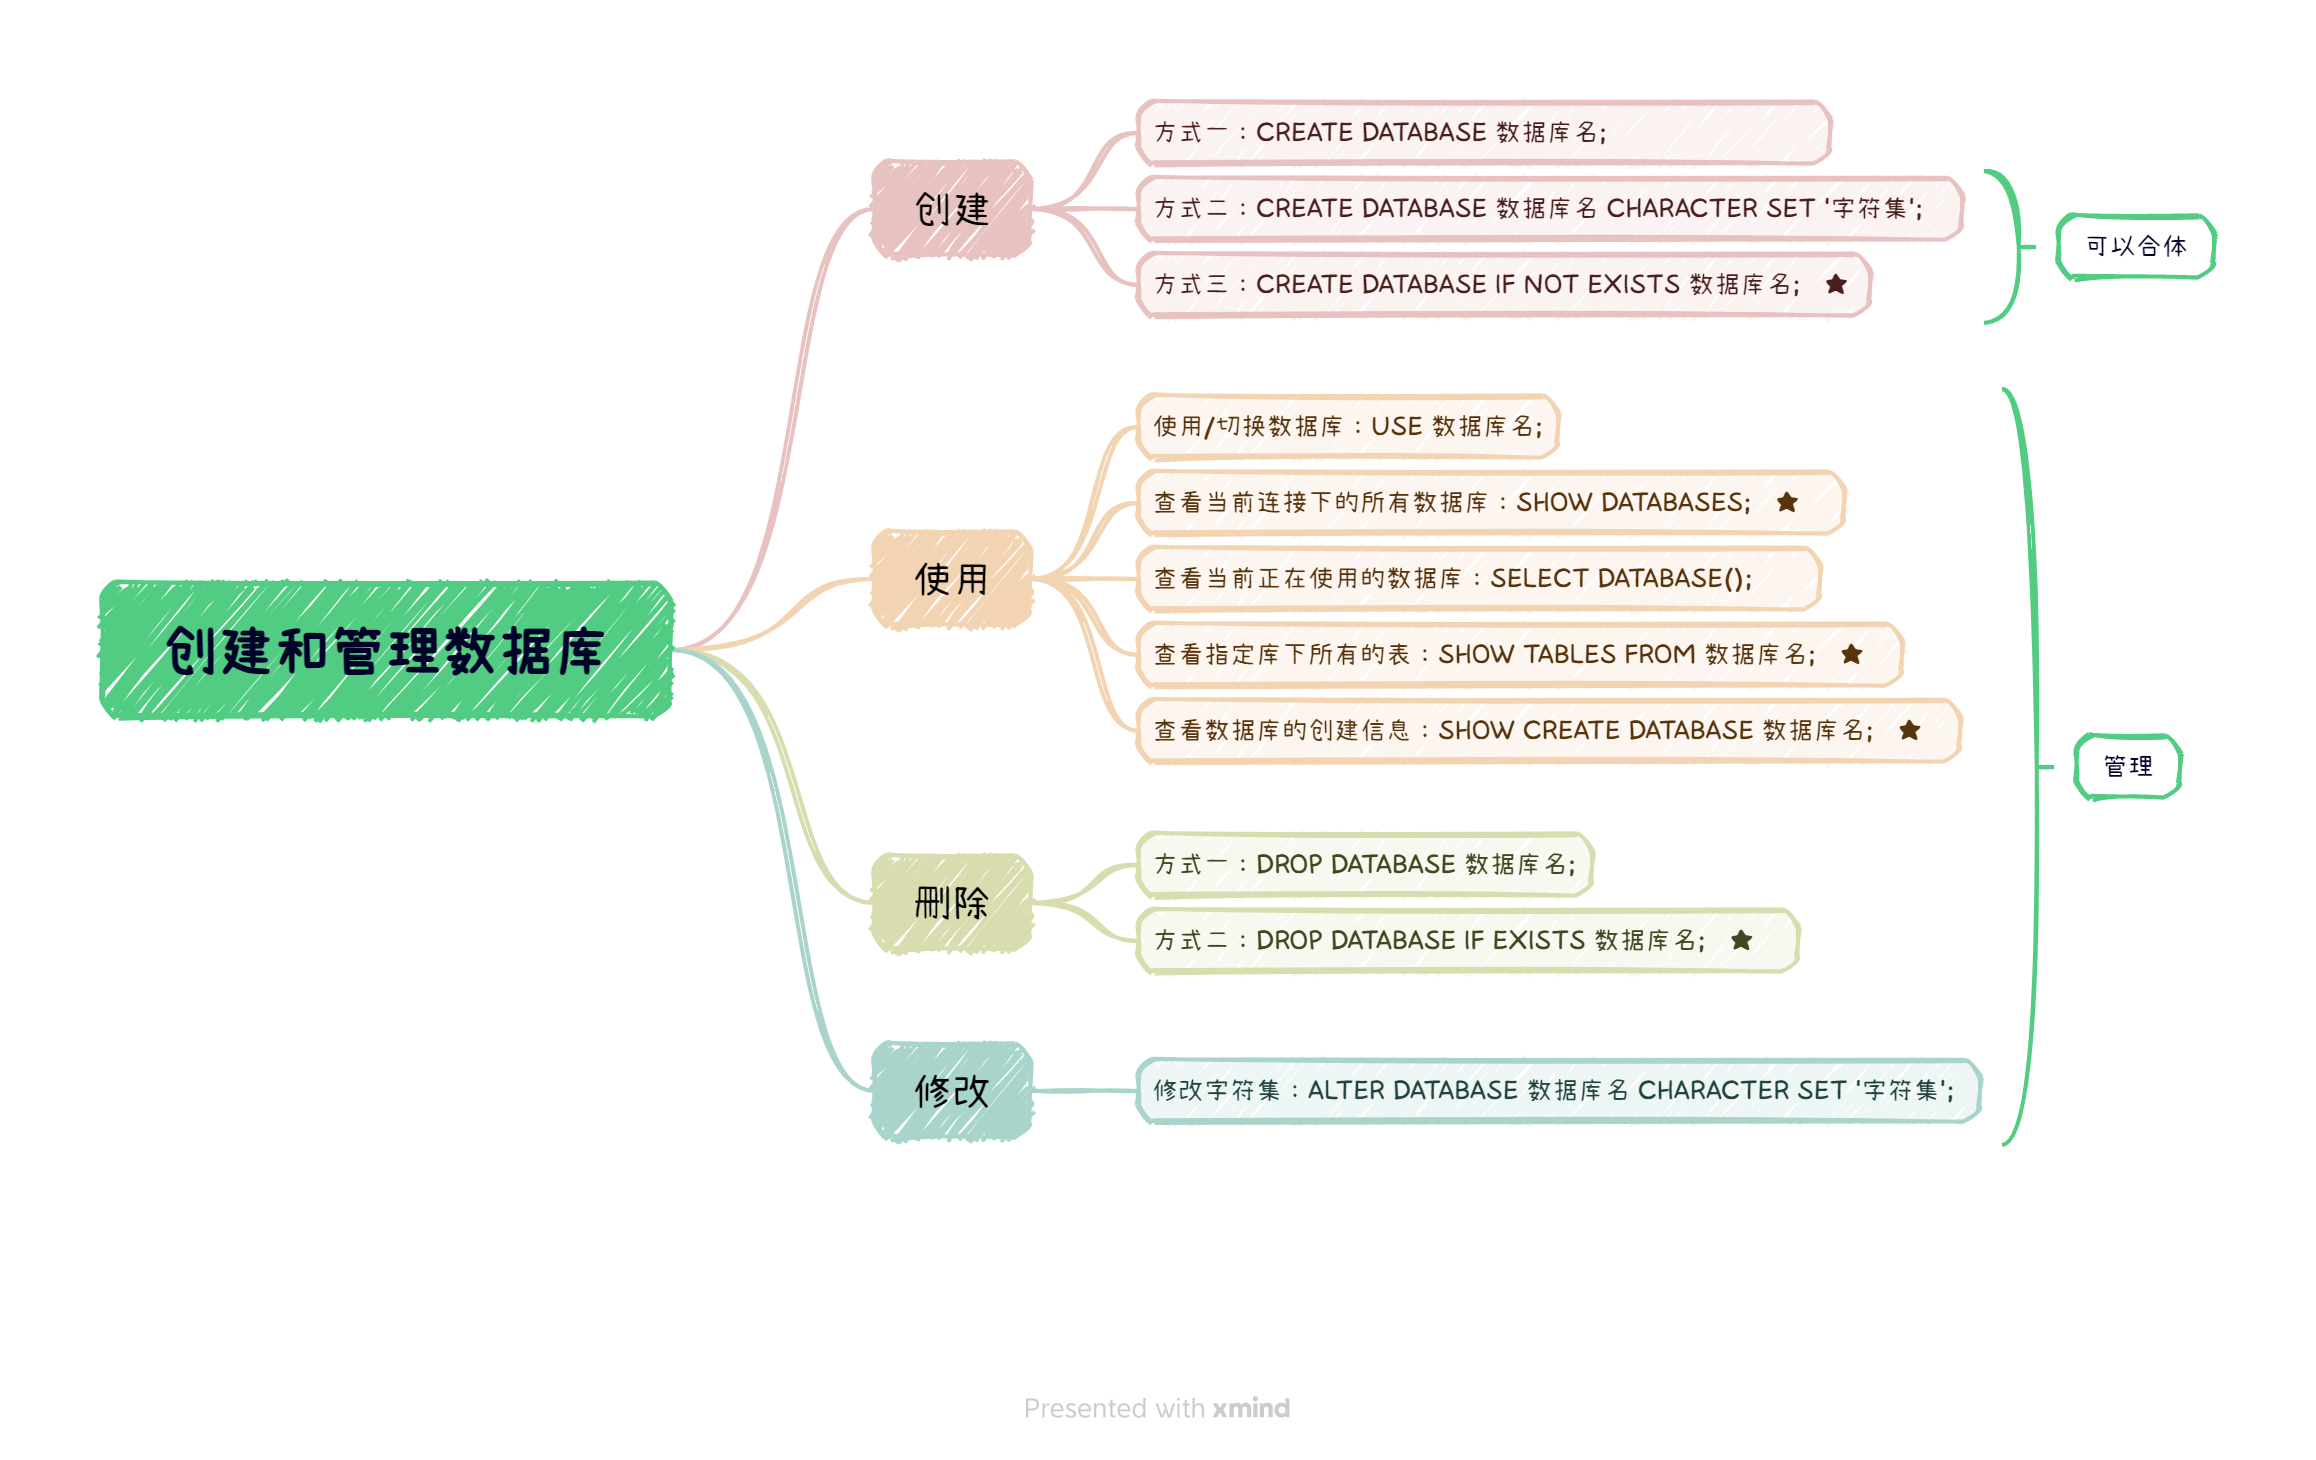 创建和管理数据库
创建
方式一：CREATE DATABASE 数据库名;
方式二：CREATE DATABASE 数据库名 CHARACTER SET '字符集';
方式三：CREATE DATABASE IF NOT EXISTS 数据库名; ★
可以合体
使用
使用/切换数据库：USE 数据库名;
查看当前连接下的所有数据库：SHOW DATABASES; ★
查看当前正在使用的数据库：SELECT DATABASE();
查看指定库下所有的表：SHOW TABLES FROM 数据库名; ★
查看数据库的创建信息：SHOW CREATE DATABASE 数据库名; ★
删除
方式一：DROP DATABASE 数据库名;
方式二：DROP DATABASE IF EXISTS 数据库名; ★
修改
修改字符集：ALTER DATABASE 数据库名 CHARACTER SET '字符集';
管理
Presented with xmind